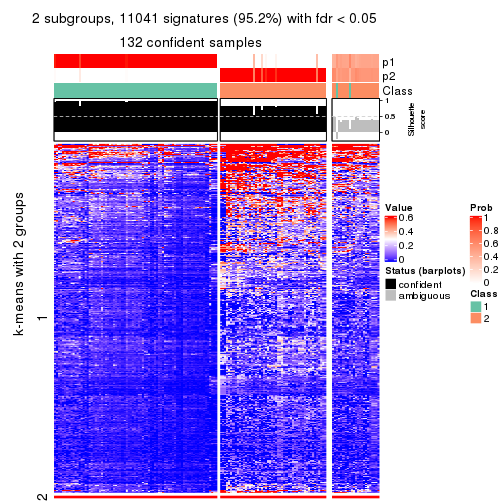 2 subgroups, 11041 signatures (95.2%) with fdr < 0.05
132 confident samples
p1
p2
Class
1
0.5
0
Silhouette
score
k-means with 2 groups
1
2
Value
0.6
0.4
0.2
0
Status (barplots)
confident
ambiguous
Prob
1
0.8
0.6
0.4
0.2
0
Class
1
2